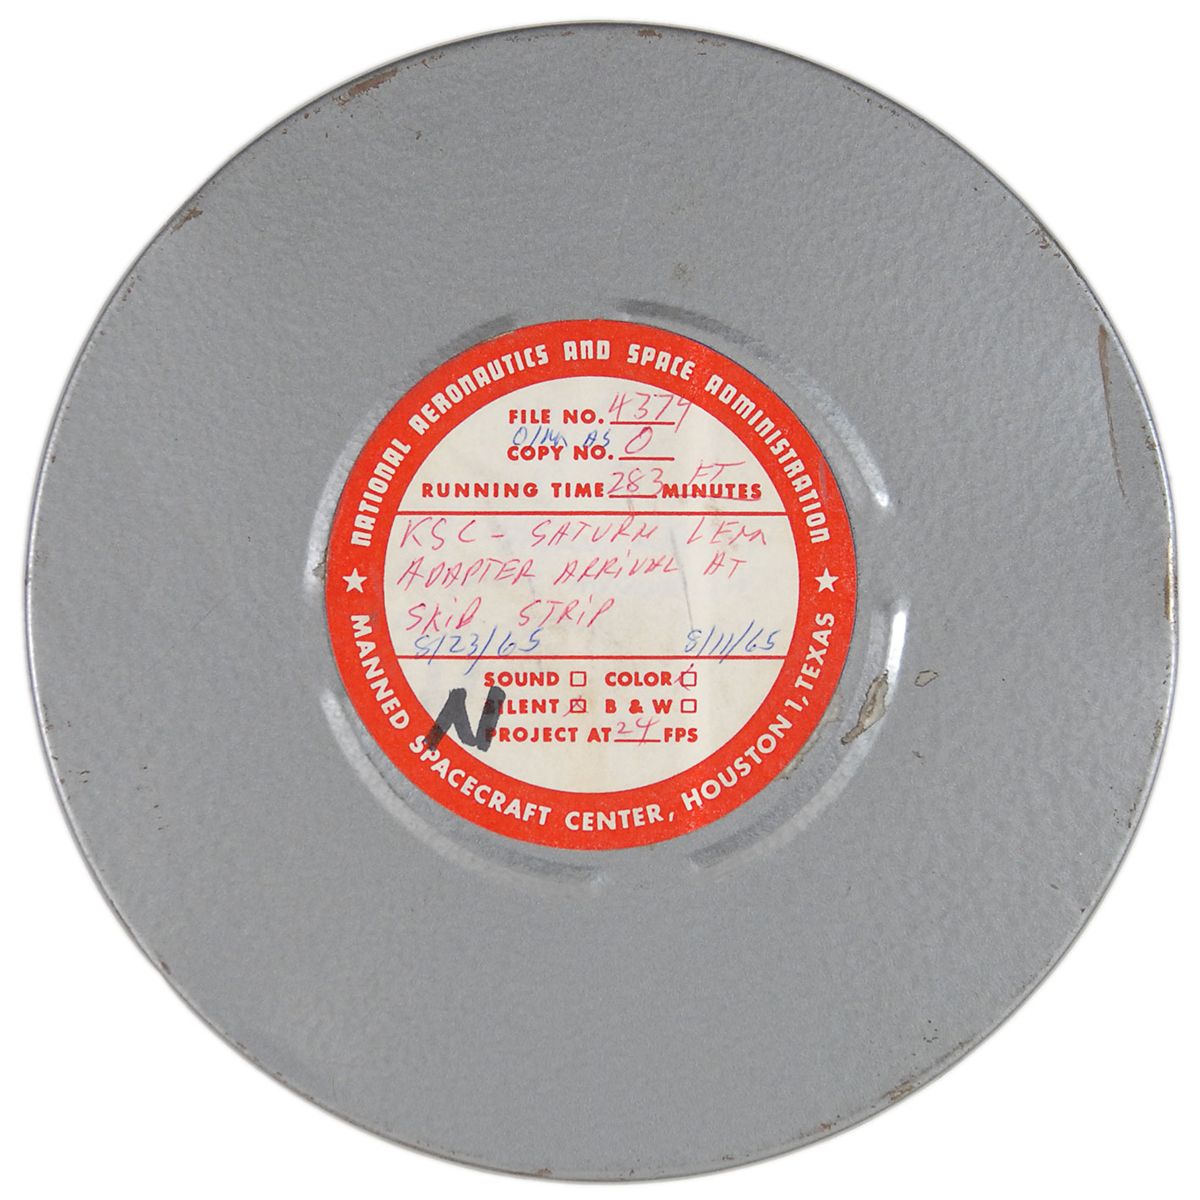 NATIONAL AERONAUTICS AND SPACE ADMINISTRATION
FILE NO. 4379
COPY NO. 0
RUNNING TIME 283 FT MINUTES
KSC - SATURN LEM
ADAPTER ARRIVAL AT
SKID STRIP
8/23/65 8/11/65
SOUND COLOR
SILENT B & W
N
PROJECT AT 24 FPS
MANNED SPACECRAFT CENTER, HOUSTON 1, TEXAS